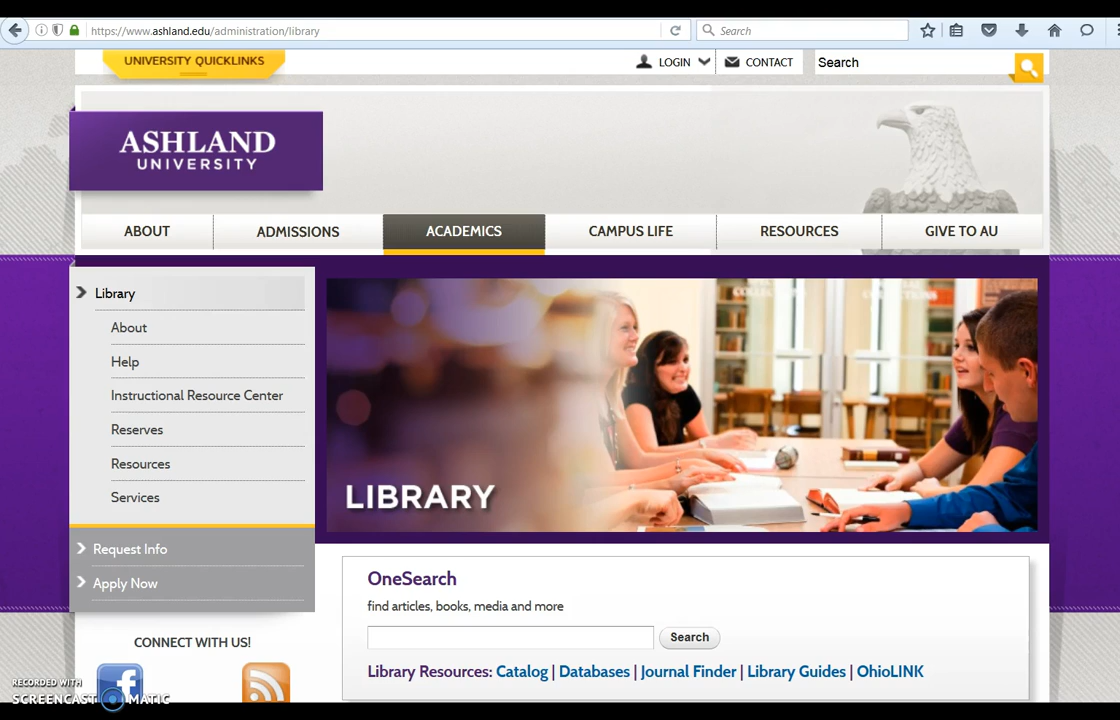 https://www.ashland.edu/administration/library
Search
UNIVERSITY QUICKLINKS
LOGIN
CONTACT
Search
ASHLAND
UNIVERSITY
ABOUT
ADMISSIONS
ACADEMICS
CAMPUS LIFE
RESOURCES
GIVE TO AU
Library
About
Help
Instructional Resource Center
Reserves
Resources
Services
Request Info
Apply Now
CONNECT WITH US!
LIBRARY
OneSearch
find articles, books, media and more
Search
Library Resources: Catalog | Databases | Journal Finder | Library Guides | OhioLINK
RECORDED WITH
SCREENCAST MATIC